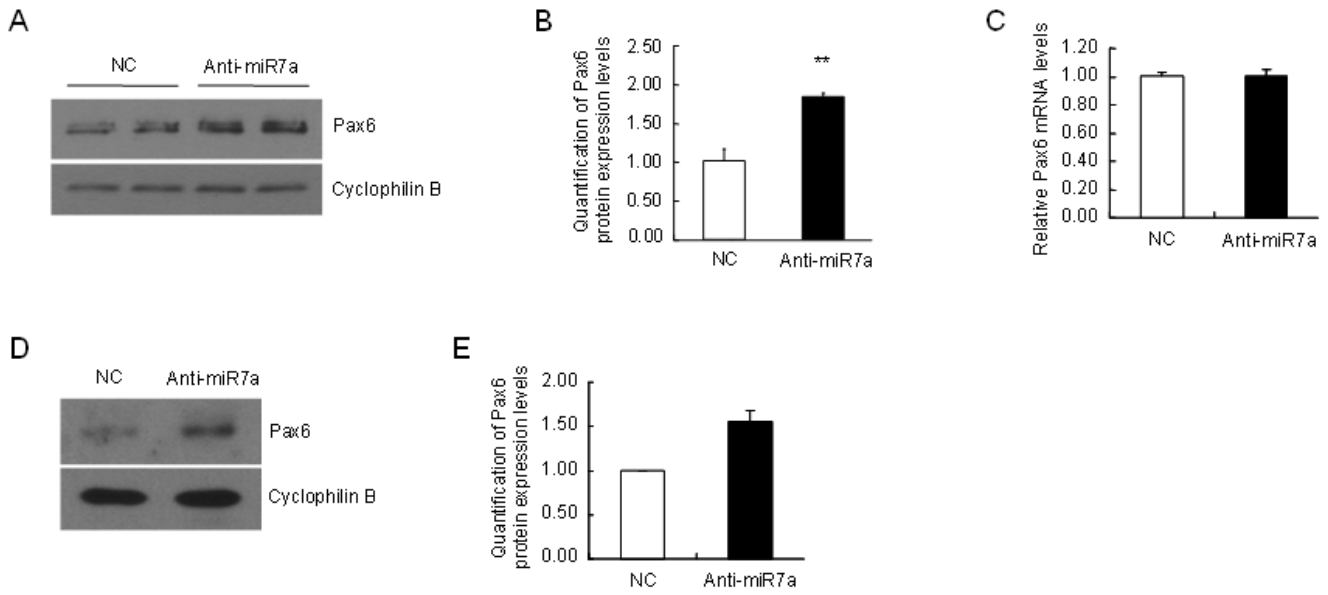 A
NC
Anti-miR7a
Pax6
Cyclophilin B
B
Quantification of Pax6
protein expression levels
2.50
2.00
1.50
1.00
0.50
0.00
**
NC
Anti-miR7a
C
Relative Pax6 mRNA levels
1.20
1.00
0.80
0.60
0.40
0.20
0.00
NC
Anti-miR7a
D
NC
Anti-miR7a
Pax6
Cyclophilin B
E
Quantification of Pax6
protein expression levels
2.00
1.50
1.00
0.50
0.00
NC
Anti-miR7a